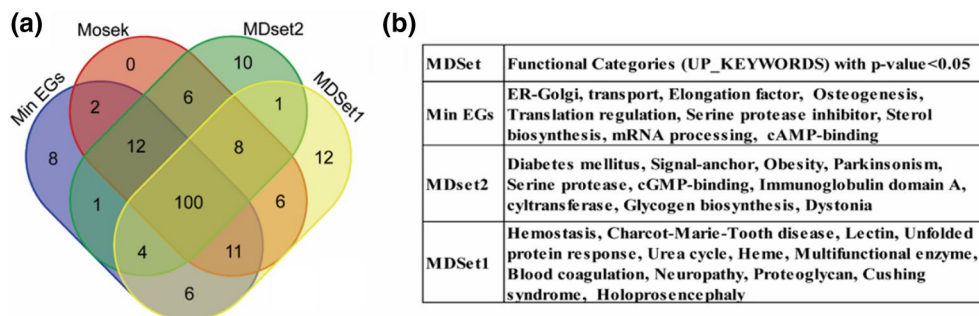 (a)
Mosek
MDset2
Min EGs
MDSet1
0
10
2
6
1
8
12
8
12
1
100
6
4
11
6
(b)
MDSet
Functional Categories (UP_KEYWORDS) with p-value<0.05
Min EGs
ER-Golgi, transport, Elongation factor, Osteogenesis,
Translation regulation, Serine protease inhibitor, Sterol
biosynthesis, mRNA processing, cAMP-binding
MDset2
Diabetes mellitus, Signal-anchor, Obesity, Parkinsonism,
Serine protease, cGMP-binding, Immunoglobulin domain A,
cyltransferase, Glycogen biosynthesis, Dystonia
MDSet1
Hemostasis, Charcot-Marie-Tooth disease, Lectin, Unfolded
protein response, Urea cycle, Heme, Multifunctional enzyme,
Blood coagulation, Neuropathy, Proteoglycan, Cushing
syndrome, Holoprosencephaly